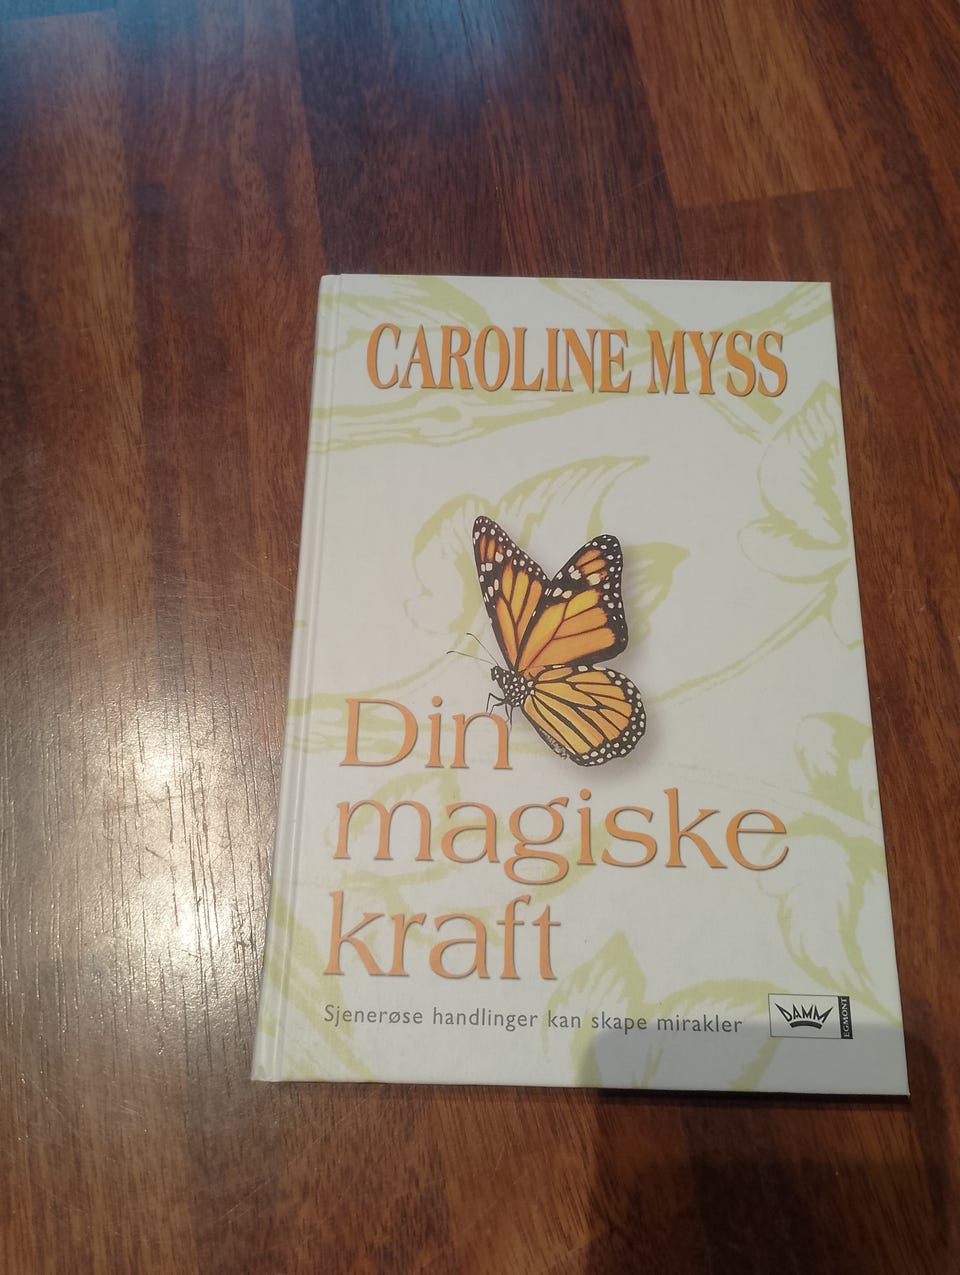 CAROLINE MYSS
Din
magiske
kraft
Sjenerøse handlinger kan skape mirakler
DAMM
EGMONT